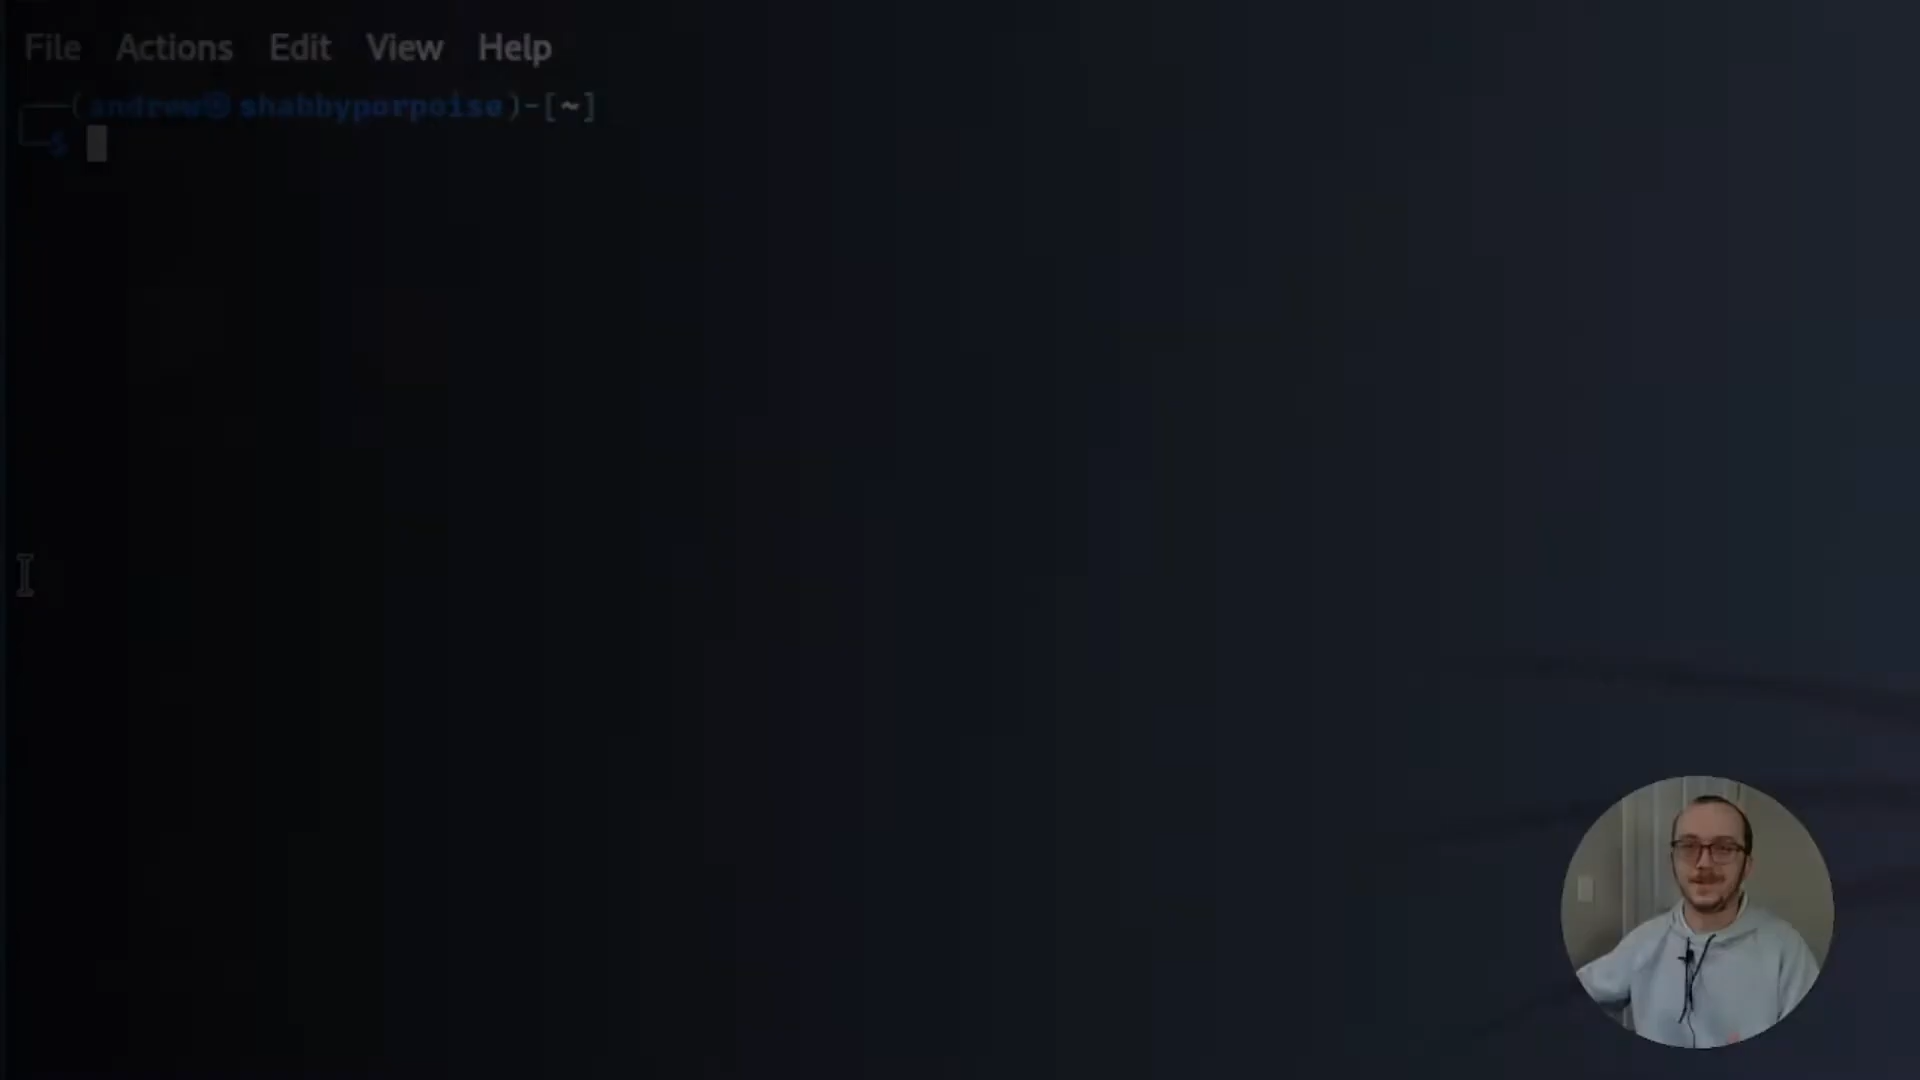 File Actions Edit View Help
┌──(andrew㉿shabbyporpoise)-[~]
└─$